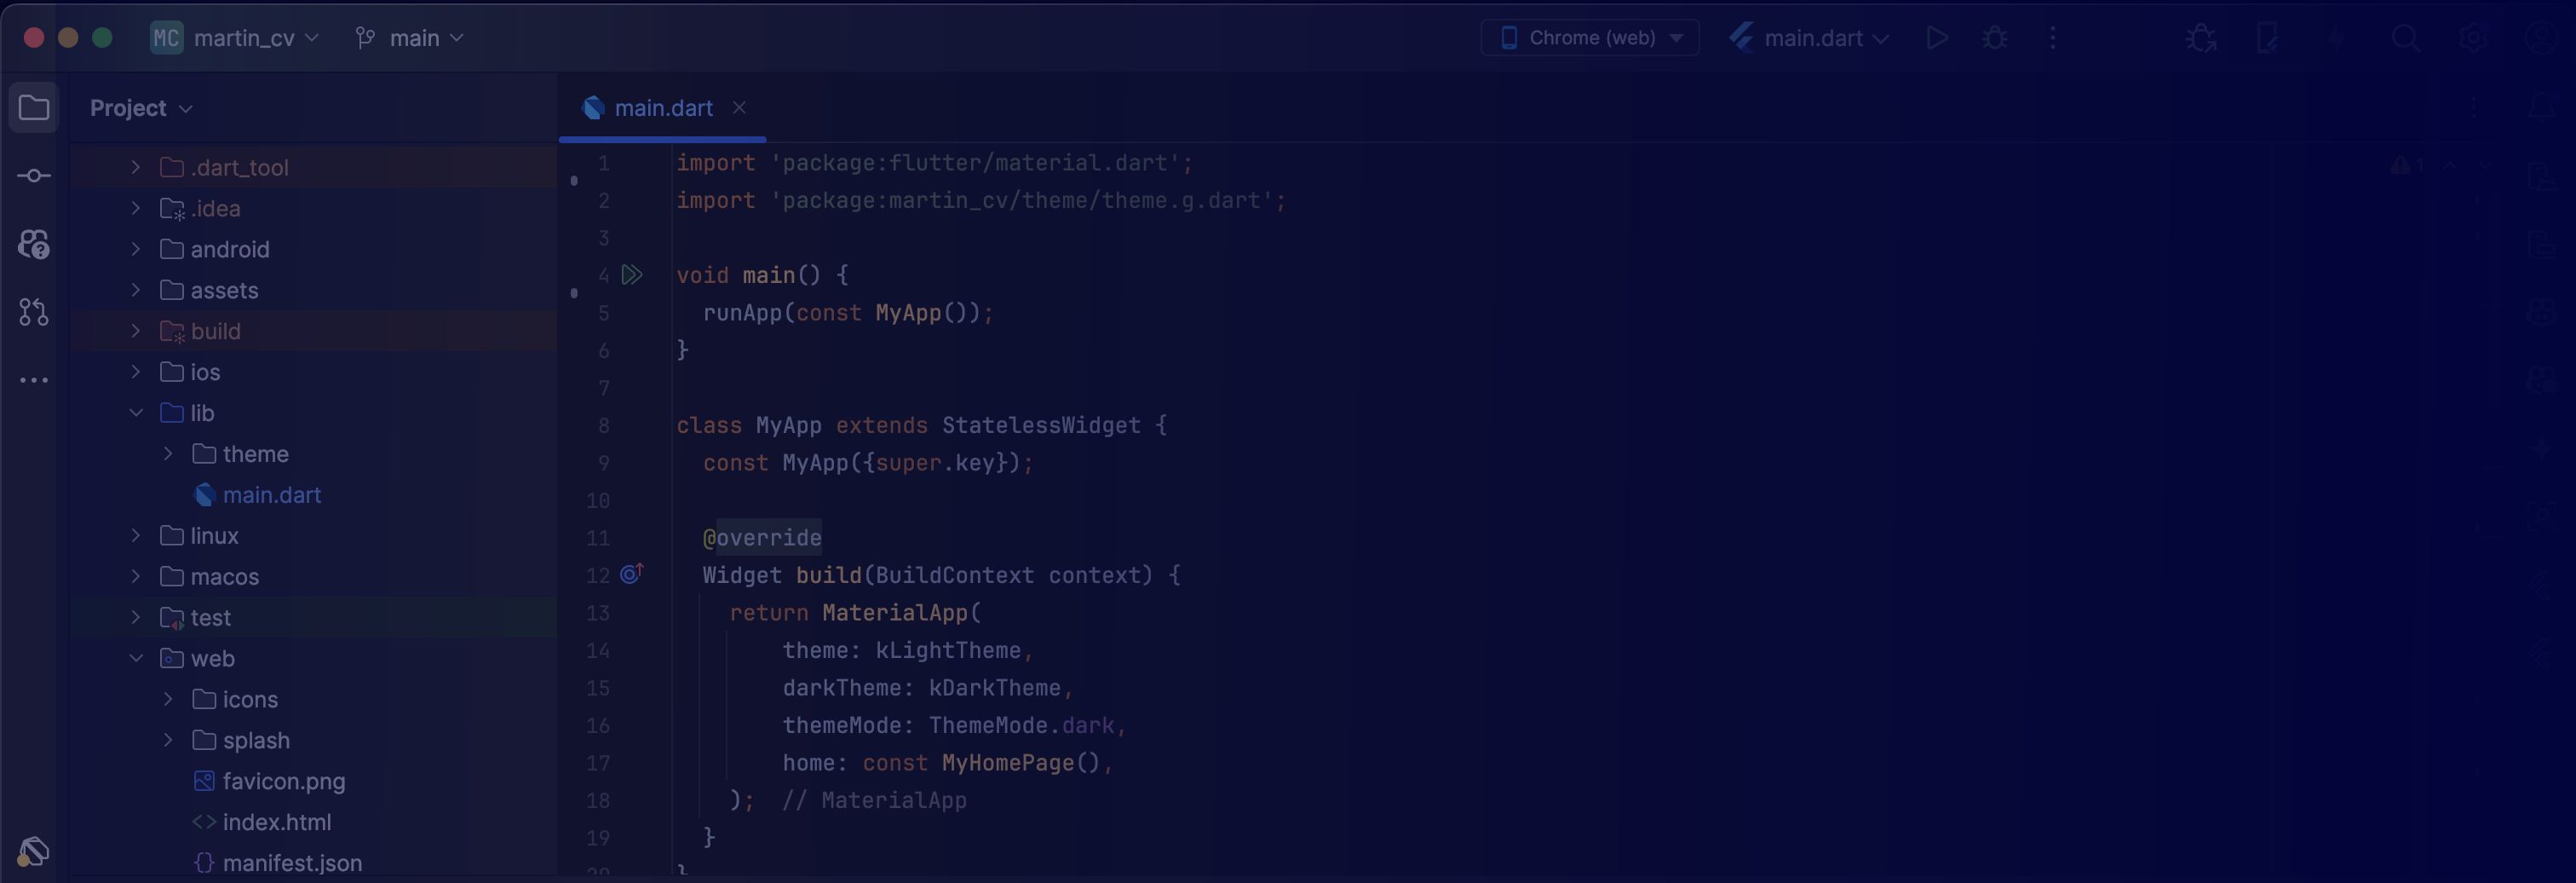 MC martin_cv main Chrome (web) main.dart
Project
main.dart
.dart_tool
.idea
android
assets
build
ios
lib
theme
main.dart
linux
macos
test
web
icons
splash
favicon.png
index.html
manifest.json
1 import 'package:flutter/material.dart';
2 import 'package:martin_cv/theme/theme.g.dart';
3
4 void main() {
5 runApp(const MyApp());
6 }
7
8 class MyApp extends StatelessWidget {
9 const MyApp({super.key});
10
11 @override
12 Widget build(BuildContext context) {
13 return MaterialApp(
14 theme: kLightTheme,
15 darkTheme: kDarkTheme,
16 themeMode: ThemeMode.dark,
17 home: const MyHomePage(),
18 ); // MaterialApp
19 }
20 }
1